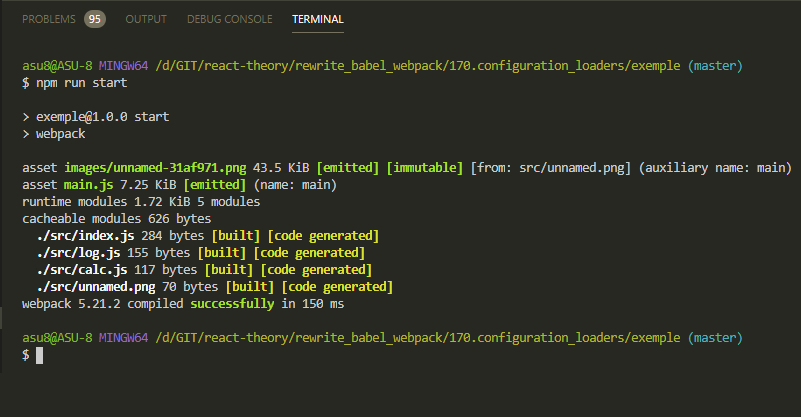 PROBLEMS 95 OUTPUT DEBUG CONSOLE TERMINAL
asu8@ASU-8 MINGW64 /d/GIT/react-theory/rewrite_babel_webpack/170.configuration_loaders/exemple (master)
$ npm run start
> exemple@1.0.0 start
> webpack
asset images/unnamed-31af971.png 43.5 KiB [emitted] [immutable] [from: src/unnamed.png] (auxiliary name: main)
asset main.js 7.25 KiB [emitted] (name: main)
runtime modules 1.72 KiB 5 modules
cacheable modules 626 bytes
./src/index.js 284 bytes [built] [code generated]
./src/log.js 155 bytes [built] [code generated]
./src/calc.js 117 bytes [built] [code generated]
./src/unnamed.png 70 bytes [built] [code generated]
webpack 5.21.2 compiled successfully in 150 ms
asu8@ASU-8 MINGW64 /d/GIT/react-theory/rewrite_babel_webpack/170.configuration_loaders/exemple (master)
$